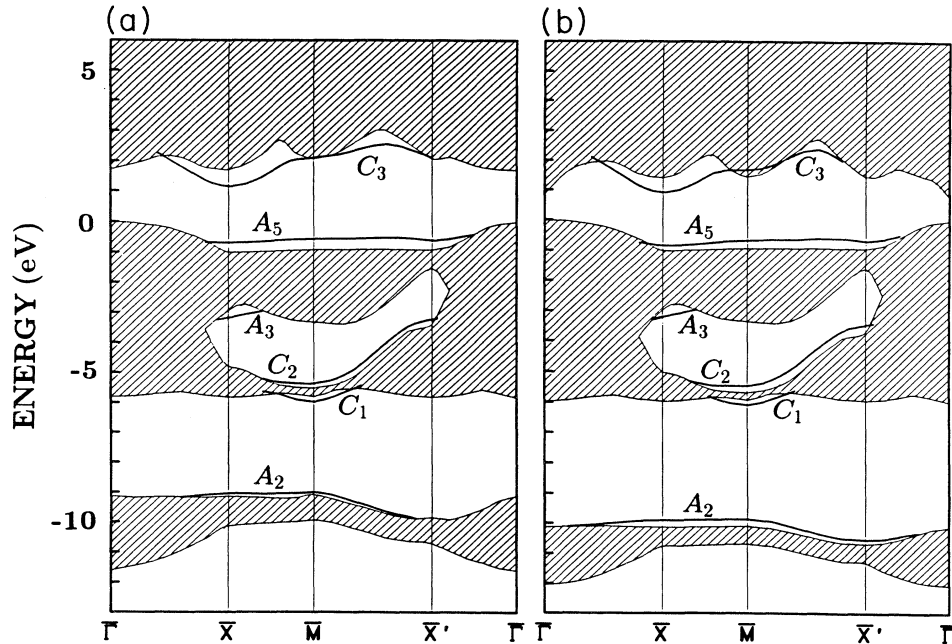 (a)
(b)
ENERGY (eV)
5
0
-5
-10
C₃
A₅
A₃
C₂
C₁
A₂
Γ̅ X̅ M̅ X̅′ Γ̅
C₃
A₅
A₃
C₂
C₁
A₂
Γ̅ X̅ M̅ X̅′ Γ̅